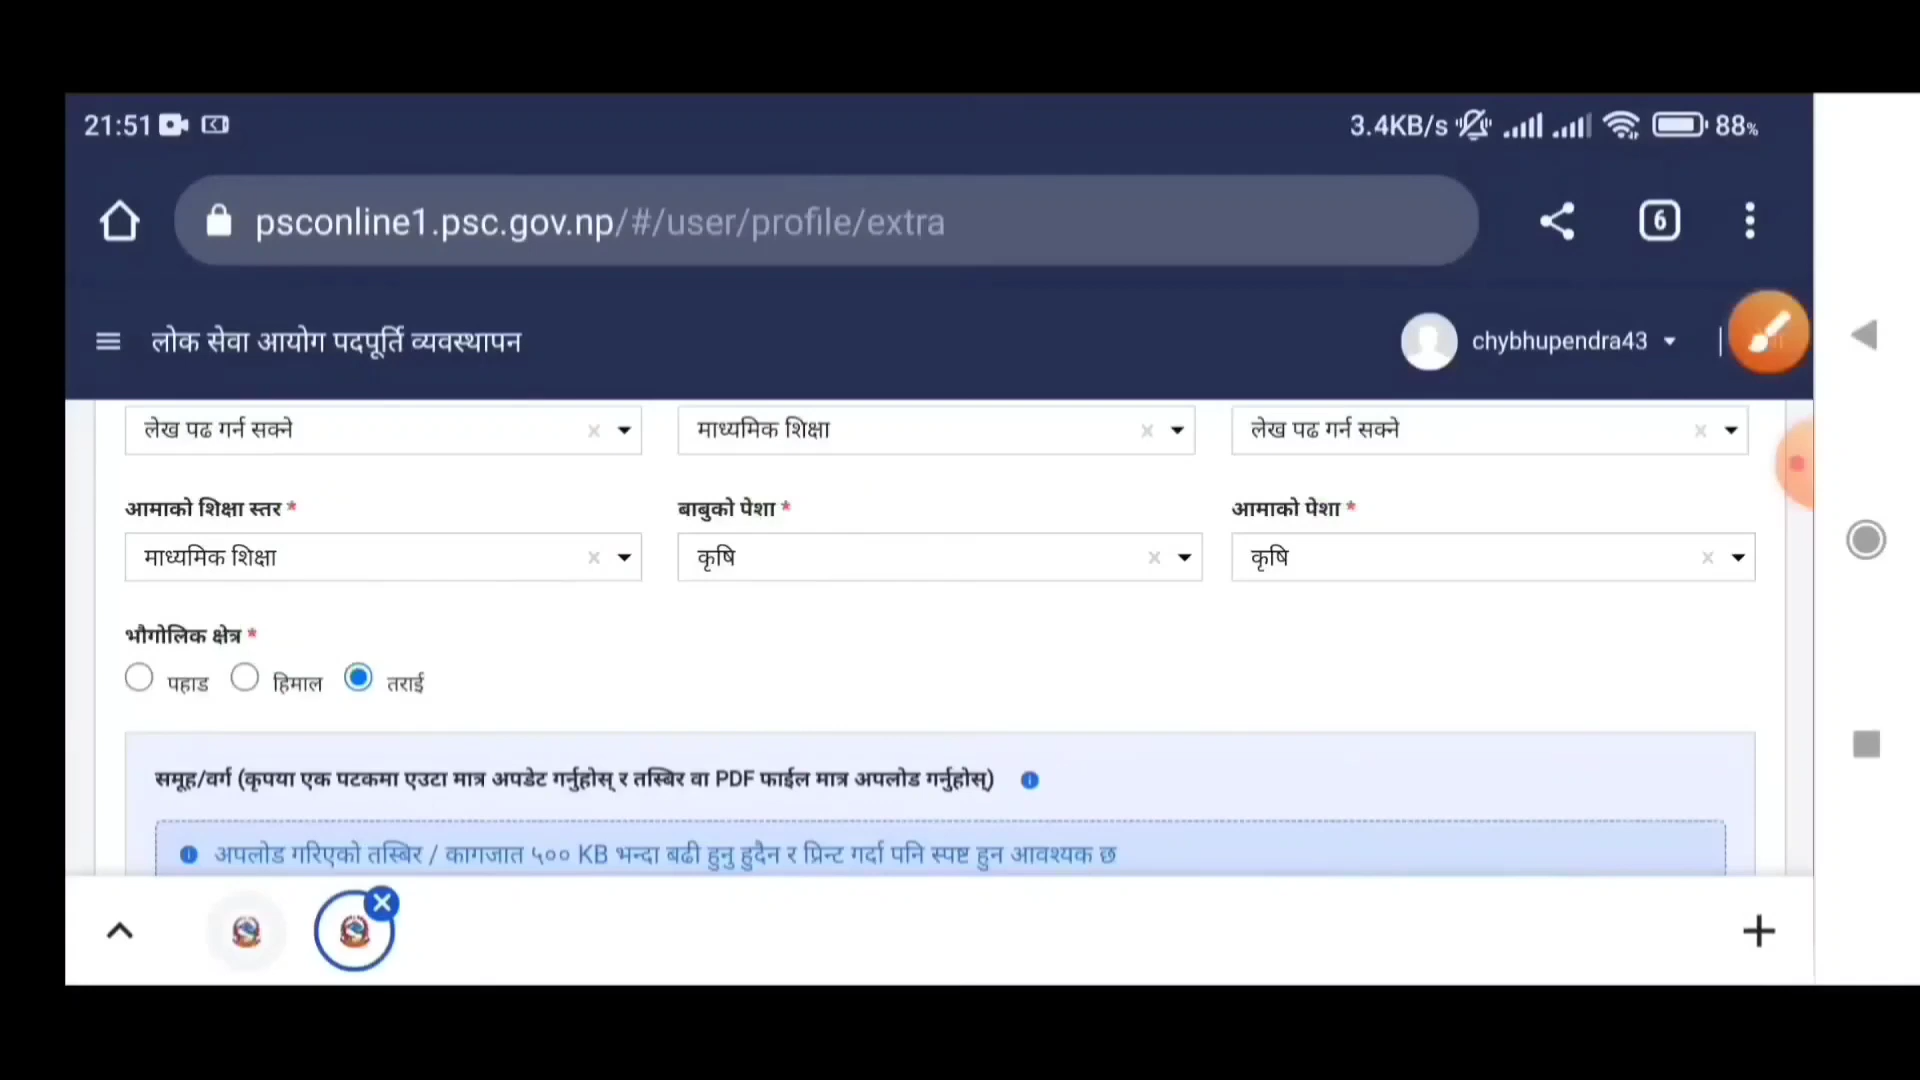 21:51 3.4KB/s 88%
psconline1.psc.gov.np/#/user/profile/extra 6
लोक सेवा आयोग पदपूर्ति व्यवस्थापन chybhupendra43
लेख पढ गर्न सक्ने माध्यमिक शिक्षा लेख पढ गर्न सक्ने
आमाको शिक्षा स्तर * बाबुको पेशा * आमाको पेशा *
माध्यमिक शिक्षा कृषि कृषि
भौगोलिक क्षेत्र *
पहाड हिमाल तराई
समूह/वर्ग (कृपया एक पटकमा एउटा मात्र अपडेट गर्नुहोस् र तस्बिर वा PDF फाईल मात्र अपलोड गर्नुहोस्)
अपलोड गरिएको तस्बिर / कागजात ५०० KB भन्दा बढी हुनु हुदैन र प्रिन्ट गर्दा पनि स्पष्ट हुन आवश्यक छ